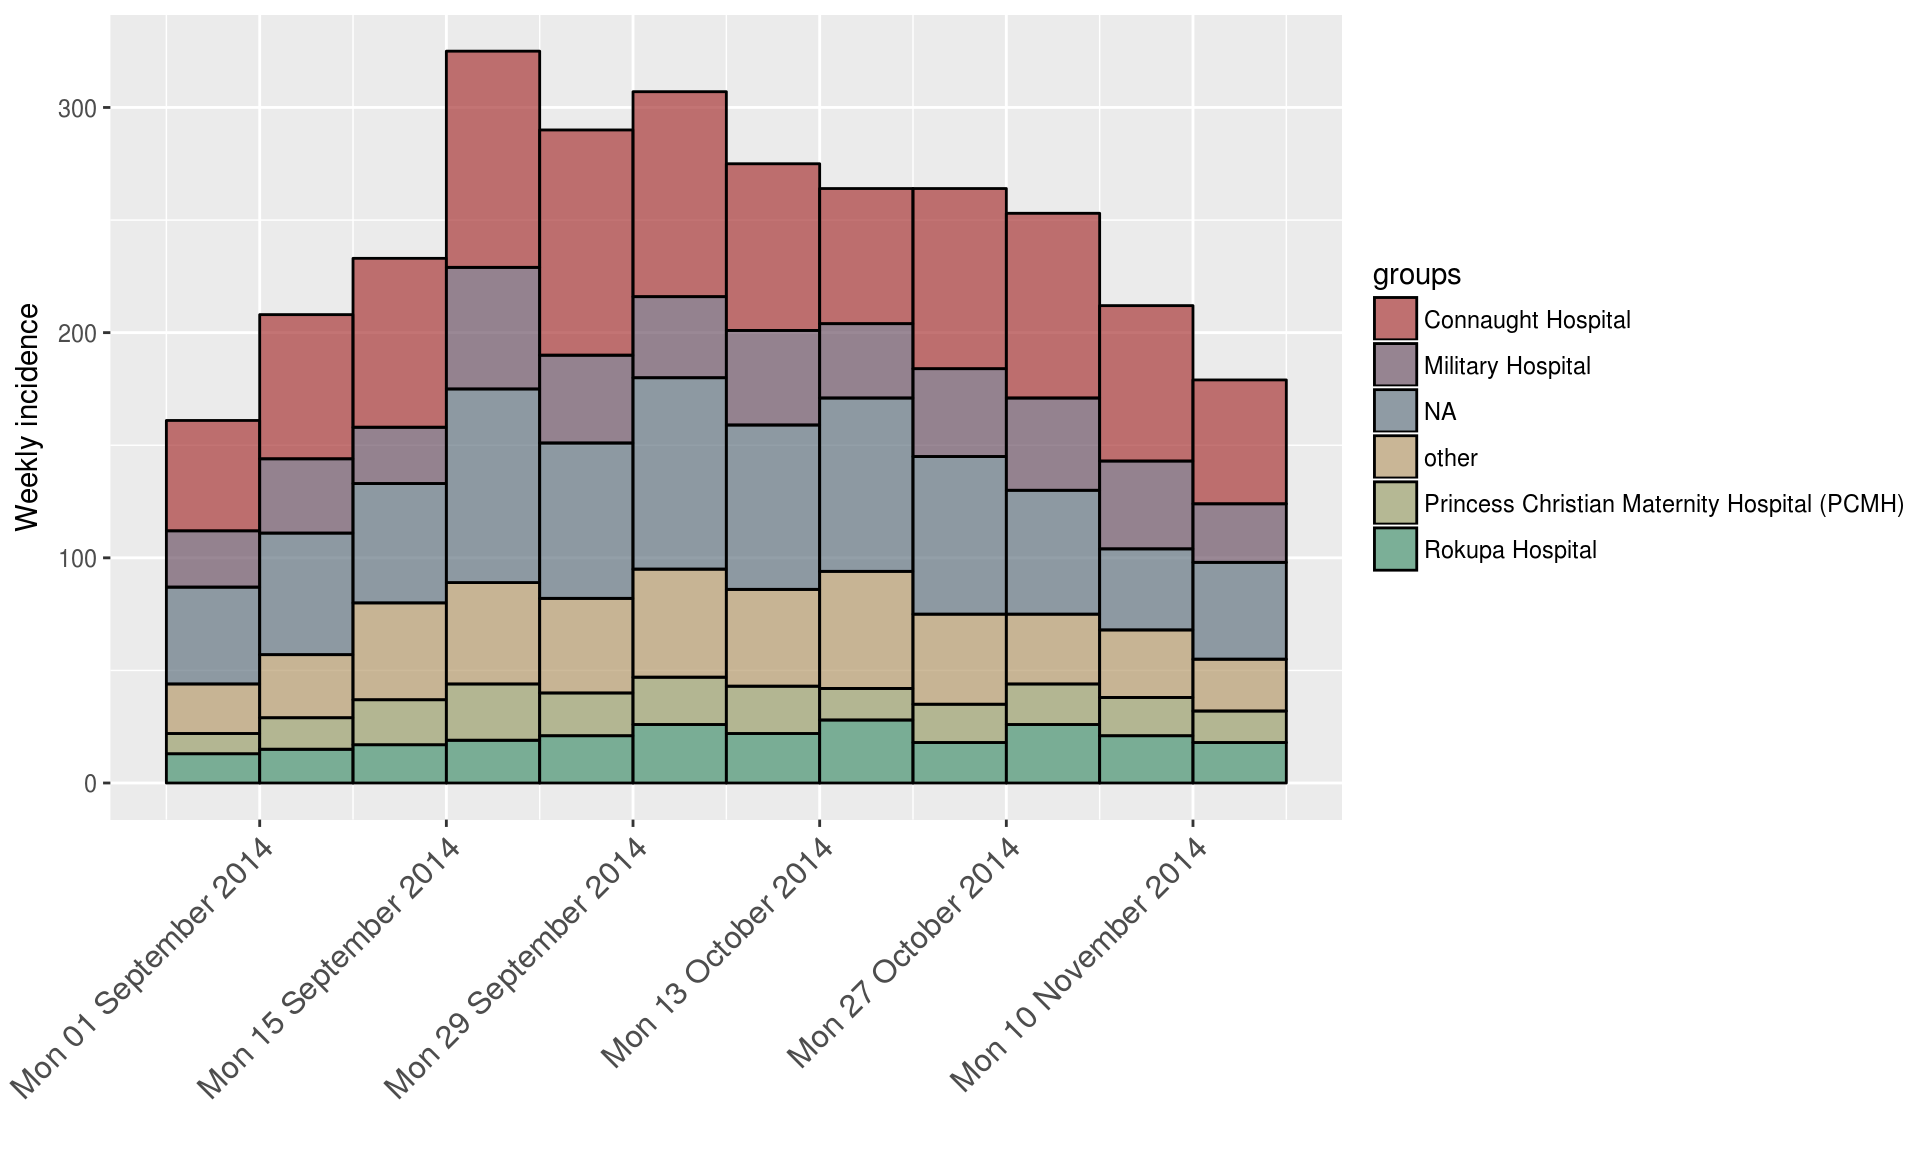 Weekly incidence
300
200
100
0
Mon 01 September 2014
Mon 15 September 2014
Mon 29 September 2014
Mon 13 October 2014
Mon 27 October 2014
Mon 10 November 2014
groups
Connaught Hospital
Military Hospital
NA
other
Princess Christian Maternity Hospital (PCMH)
Rokupa Hospital